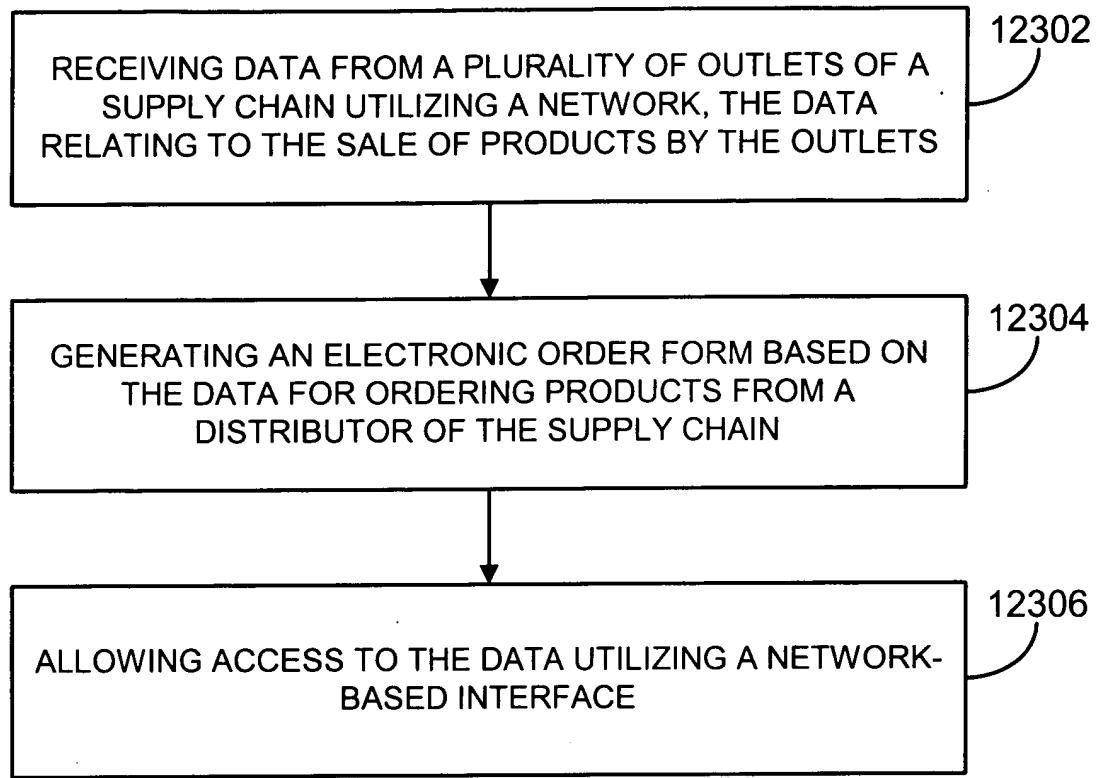 12302
RECEIVING DATA FROM A PLURALITY OF OUTLETS OF A
SUPPLY CHAIN UTILIZING A NETWORK, THE DATA
RELATING TO THE SALE OF PRODUCTS BY THE OUTLETS
12304
GENERATING AN ELECTRONIC ORDER FORM BASED ON
THE DATA FOR ORDERING PRODUCTS FROM A
DISTRIBUTOR OF THE SUPPLY CHAIN
12306
ALLOWING ACCESS TO THE DATA UTILIZING A NETWORK-
BASED INTERFACE